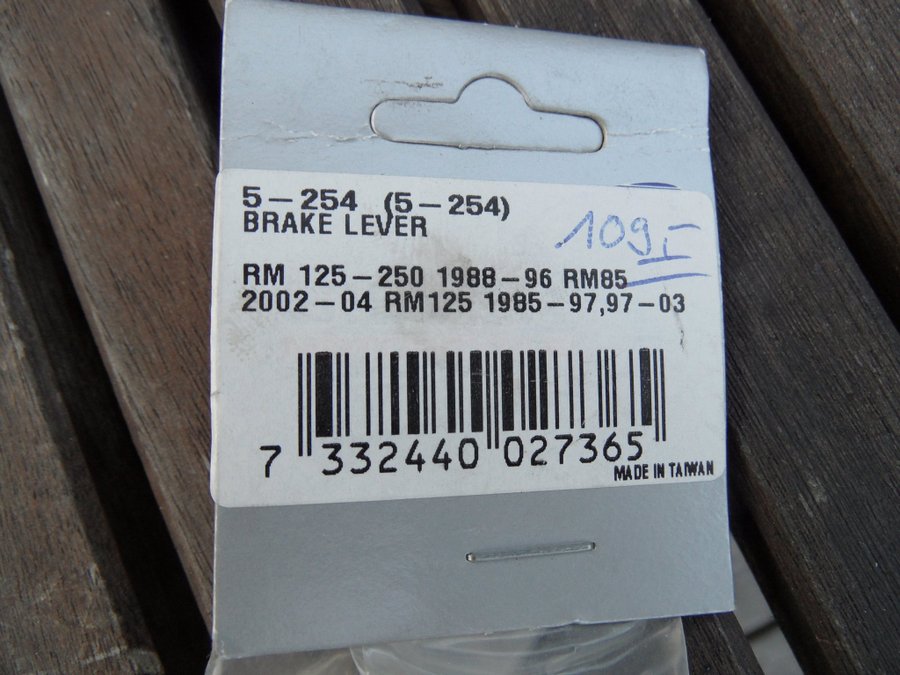 5-254 (5-254)
BRAKE LEVER
109,-
RM 125-250 1988-96 RM85
2002-04 RM125 1985-97,97-03
7 332440 027365
MADE IN TAIWAN